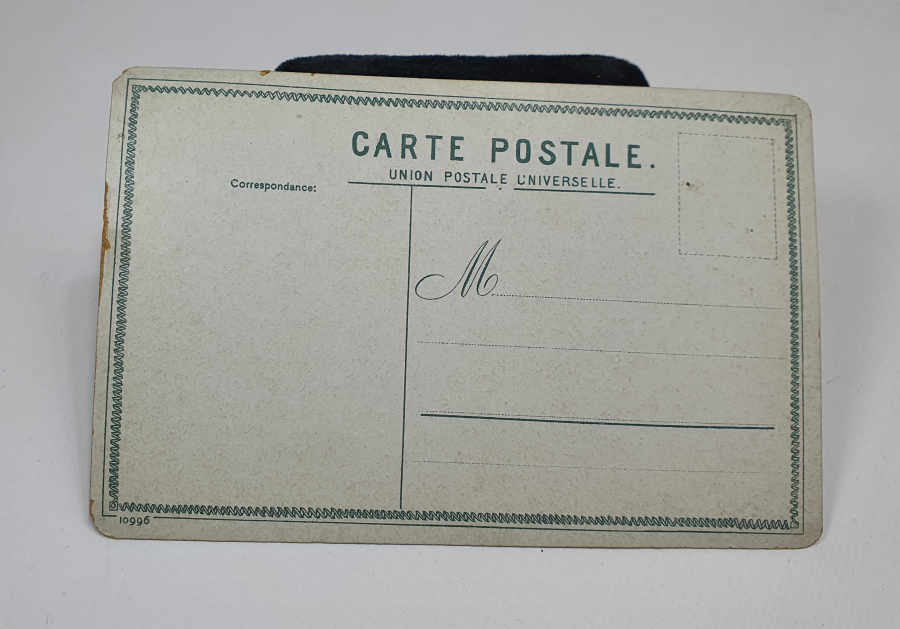 CARTE POSTALE.
UNION POSTALE UNIVERSELLE.
Correspondance:
M
10996